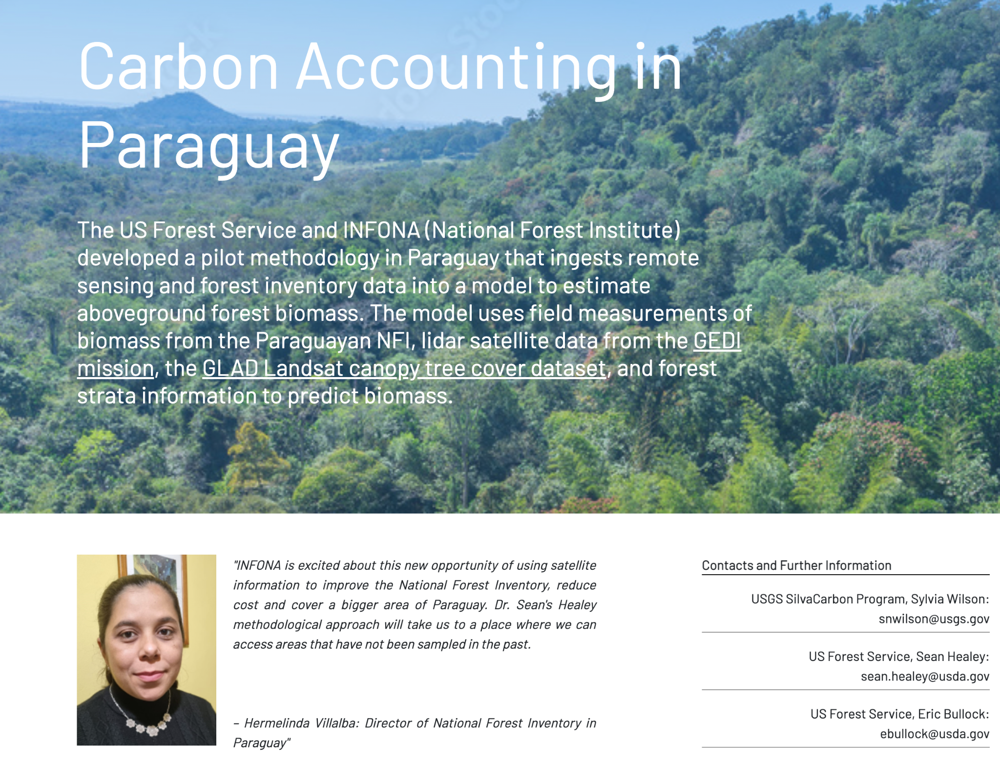 Carbon Accounting in
Paraguay
The US Forest Service and INFONA (National Forest Institute)
developed a pilot methodology in Paraguay that ingests remote
sensing and forest inventory data into a model to estimate
aboveground forest biomass. The model uses field measurements of
biomass from the Paraguayan NFI, lidar satellite data from the GEDI
mission, the GLAD Landsat canopy tree cover dataset, and forest
strata information to predict biomass.
"INFONA is excited about this new opportunity of using satellite
information to improve the National Forest Inventory, reduce
cost and cover a bigger area of Paraguay. Dr. Sean's Healey
methodological approach will take us to a place where we can
access areas that have not been sampled in the past.
– Hermelinda Villalba: Director of National Forest Inventory in
Paraguay"
Contacts and Further Information
USGS SilvaCarbon Program, Sylvia Wilson:
snwilson@usgs.gov
US Forest Service, Sean Healey:
sean.healey@usda.gov
US Forest Service, Eric Bullock:
ebullock@usda.gov